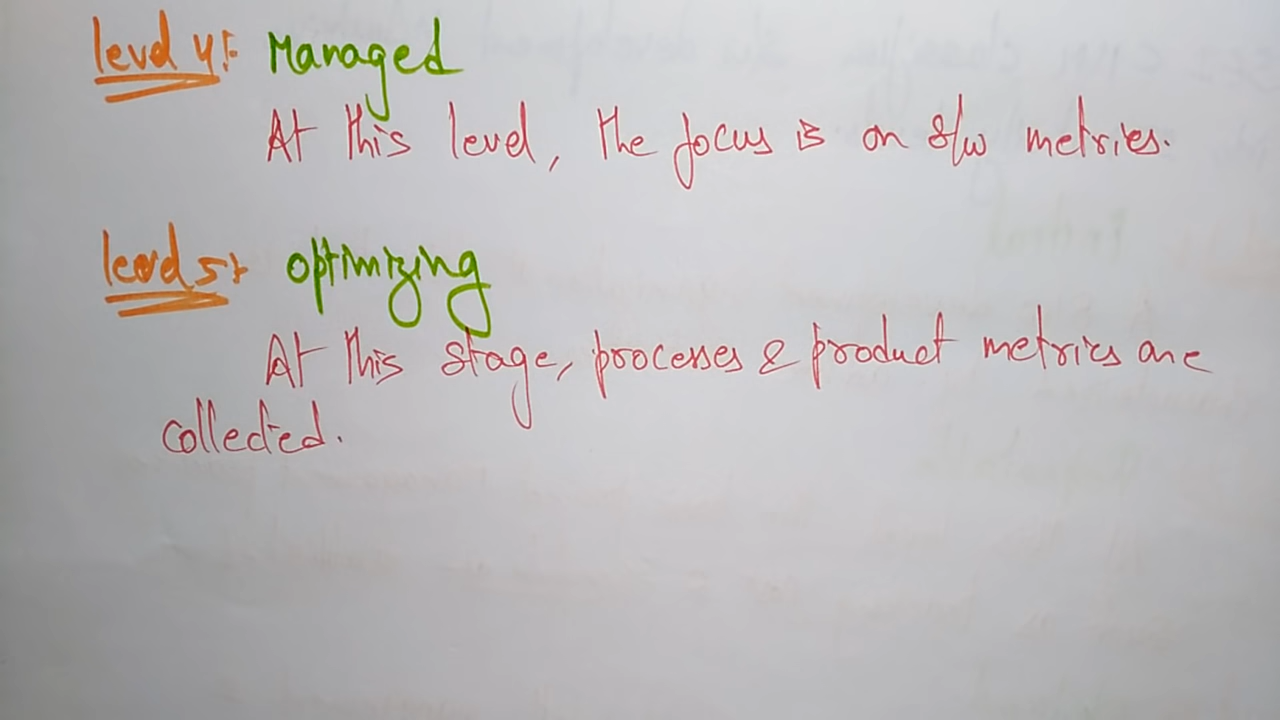 level 4:- Managed
At this level, the focus is on s/w metrics.
level 5:- optimizing
At this stage, processes & product metrics are
collected.